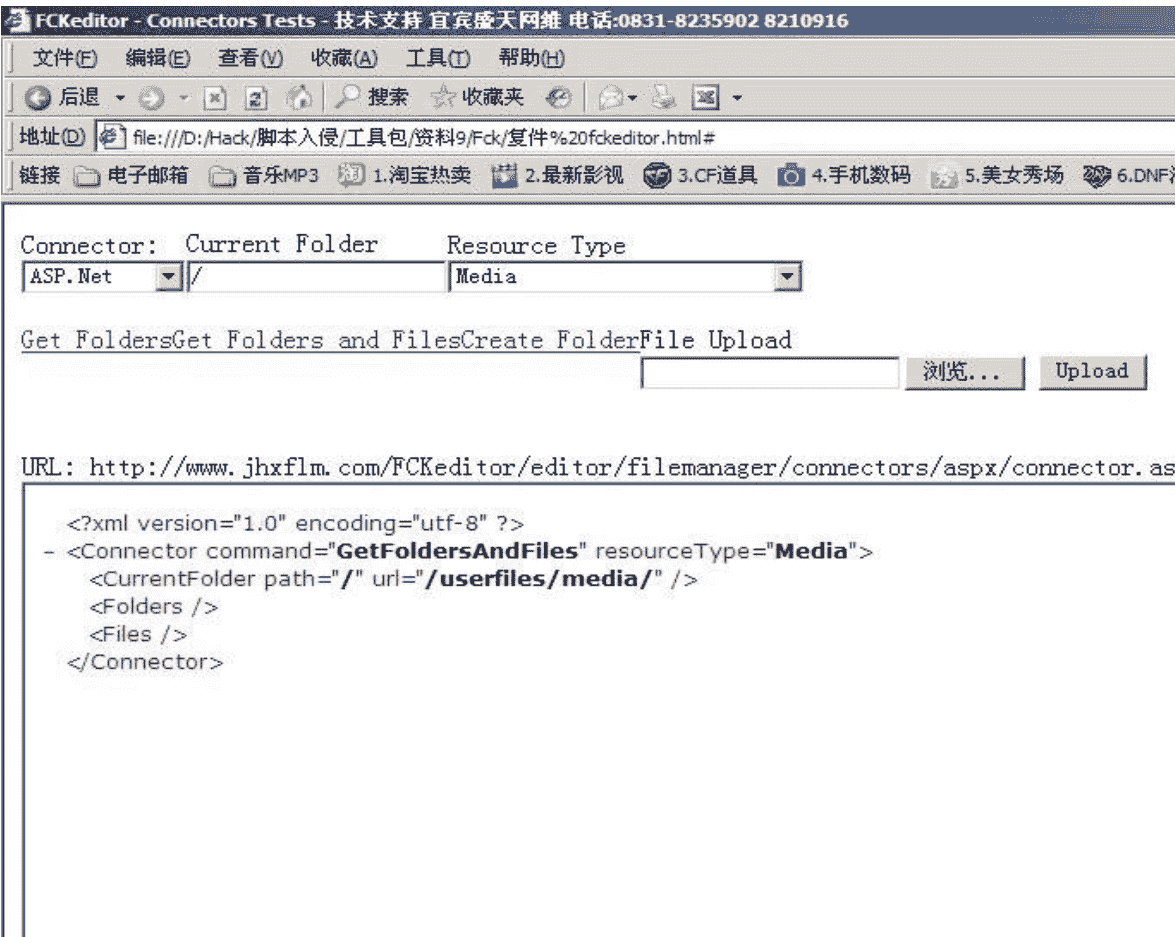 FCKeditor - Connectors Tests - 技术支持 宜宾盛天网维 电话:0831-8235902 8210916
文件(F) 编辑(E) 查看(V) 收藏(A) 工具(T) 帮助(H)
后退 搜索 收藏夹
地址(D) file:///D:/Hack/脚本入侵/工具包/资料9/Fck/复件%20fckeditor.html#
链接 电子邮箱 音乐MP3 1.淘宝热卖 2.最新影视 3.CF道具 4.手机数码 5.美女秀场 6.DNF
Connector: Current Folder Resource Type
ASP.Net / Media
Get FoldersGet Folders and FilesCreate FolderFile Upload
浏览... Upload
URL: http://www.jhxflm.com/FCKeditor/editor/filemanager/connectors/aspx/connector.as
<?xml version="1.0" encoding="utf-8" ?>
- <Connector command="GetFoldersAndFiles" resourceType="Media">
<CurrentFolder path="/" url="/userfiles/media/" />
<Folders />
<Files />
</Connector>